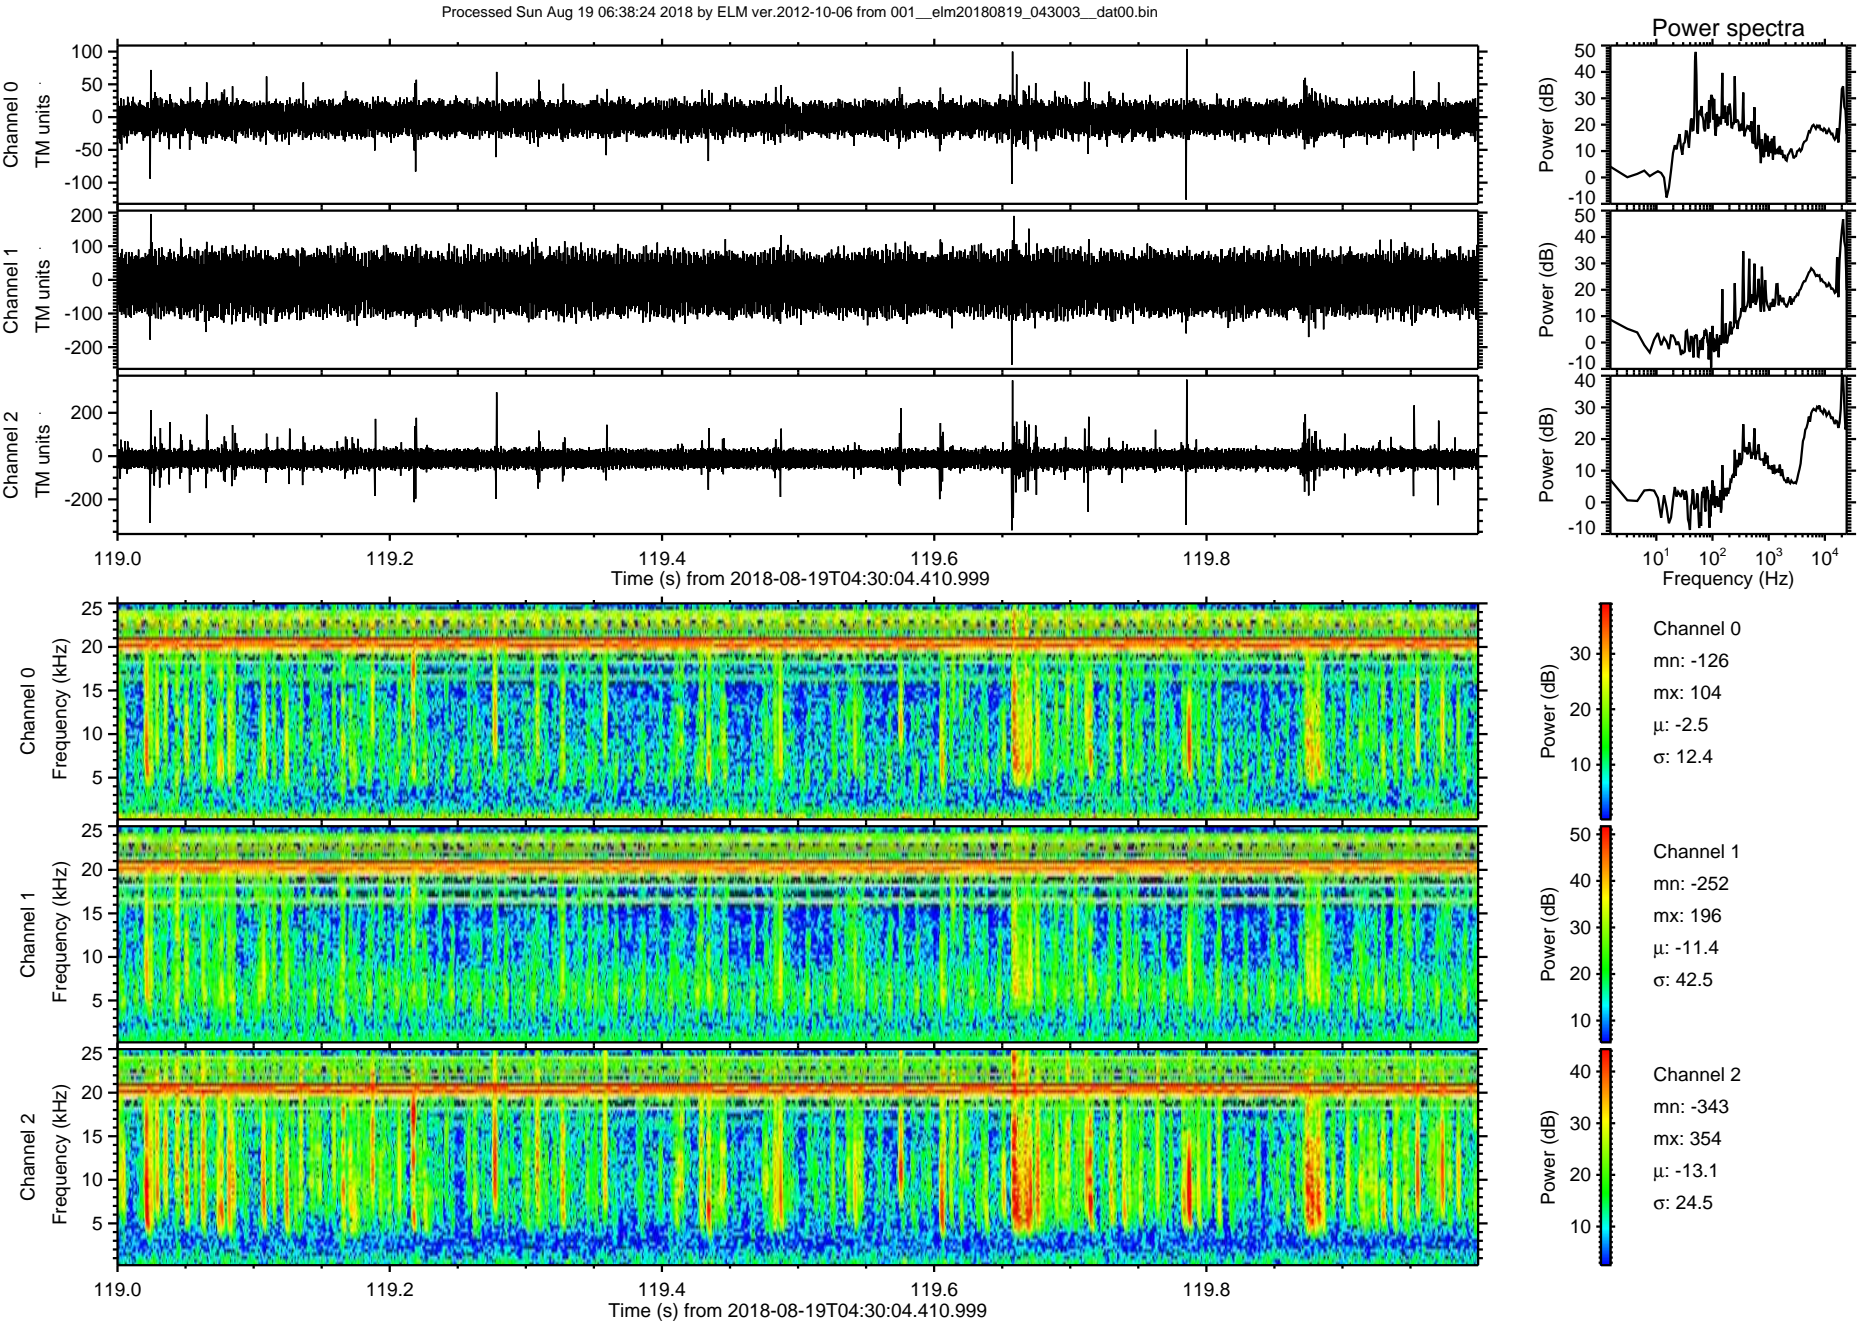 Processed Sun Aug 19 06:38:24 2018 by ELM ver.2012-10-06 from 001__elm20180819_043003__dat00.bin
Power spectra
Channel 0
TM units
100
50
0
-50
-100
Power (dB)
50
40
30
20
10
0
-10
Channel 1
TM units
200
100
0
-100
-200
Power (dB)
50
40
30
20
10
0
-10
Channel 2
TM units
200
0
-200
Power (dB)
40
30
20
10
0
-10
119.0 119.2 119.4 119.6 119.8
Time (s) from 2018-08-19T04:30:04.410.999
10¹ 10² 10³ 10⁴
Frequency (Hz)
Channel 0
Frequency (kHz)
25
20
15
10
5
Power (dB)
30
20
10
Channel 0
mn: -126
mx: 104
μ: -2.5
σ: 12.4
Channel 1
Frequency (kHz)
25
20
15
10
5
Power (dB)
50
40
30
20
10
Channel 1
mn: -252
mx: 196
μ: -11.4
σ: 42.5
Channel 2
Frequency (kHz)
25
20
15
10
5
Power (dB)
40
30
20
10
Channel 2
mn: -343
mx: 354
μ: -13.1
σ: 24.5
119.0 119.2 119.4 119.6 119.8
Time (s) from 2018-08-19T04:30:04.410.999